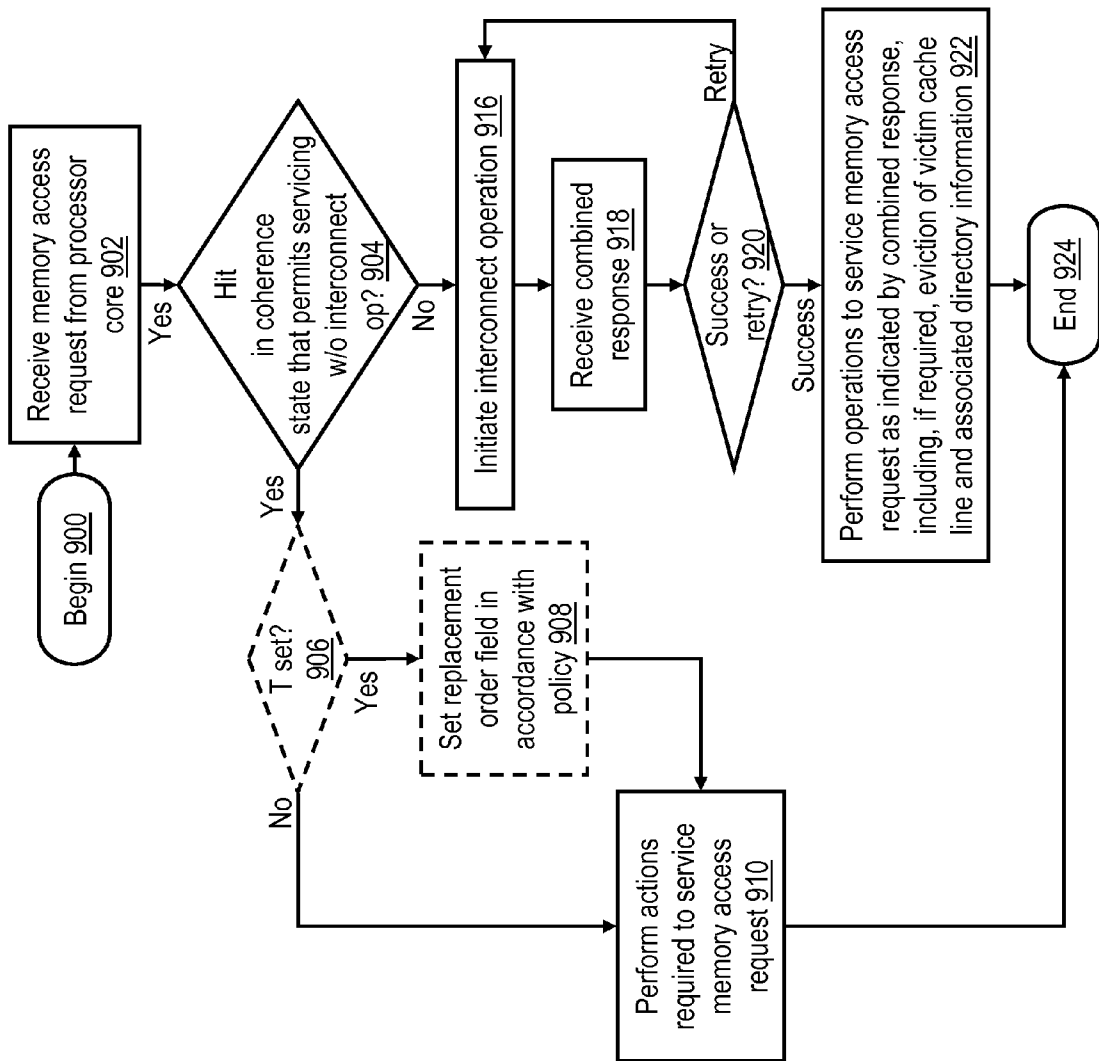 Begin 900
Receive memory access
request from processor
core 902
Yes
Hit
in coherence
state that permits servicing
w/o interconnect
op? 904
Yes
No
T set?
906
No
Yes
Set replacement
order field in
accordance with
policy 908
Perform actions
required to service
memory access
request 910
Initiate interconnect operation 916
Receive combined
response 918
Success or
retry? 920
Retry
Success
Perform operations to service memory access
request as indicated by combined response,
including, if required, eviction of victim cache
line and associated directory information 922
End 924